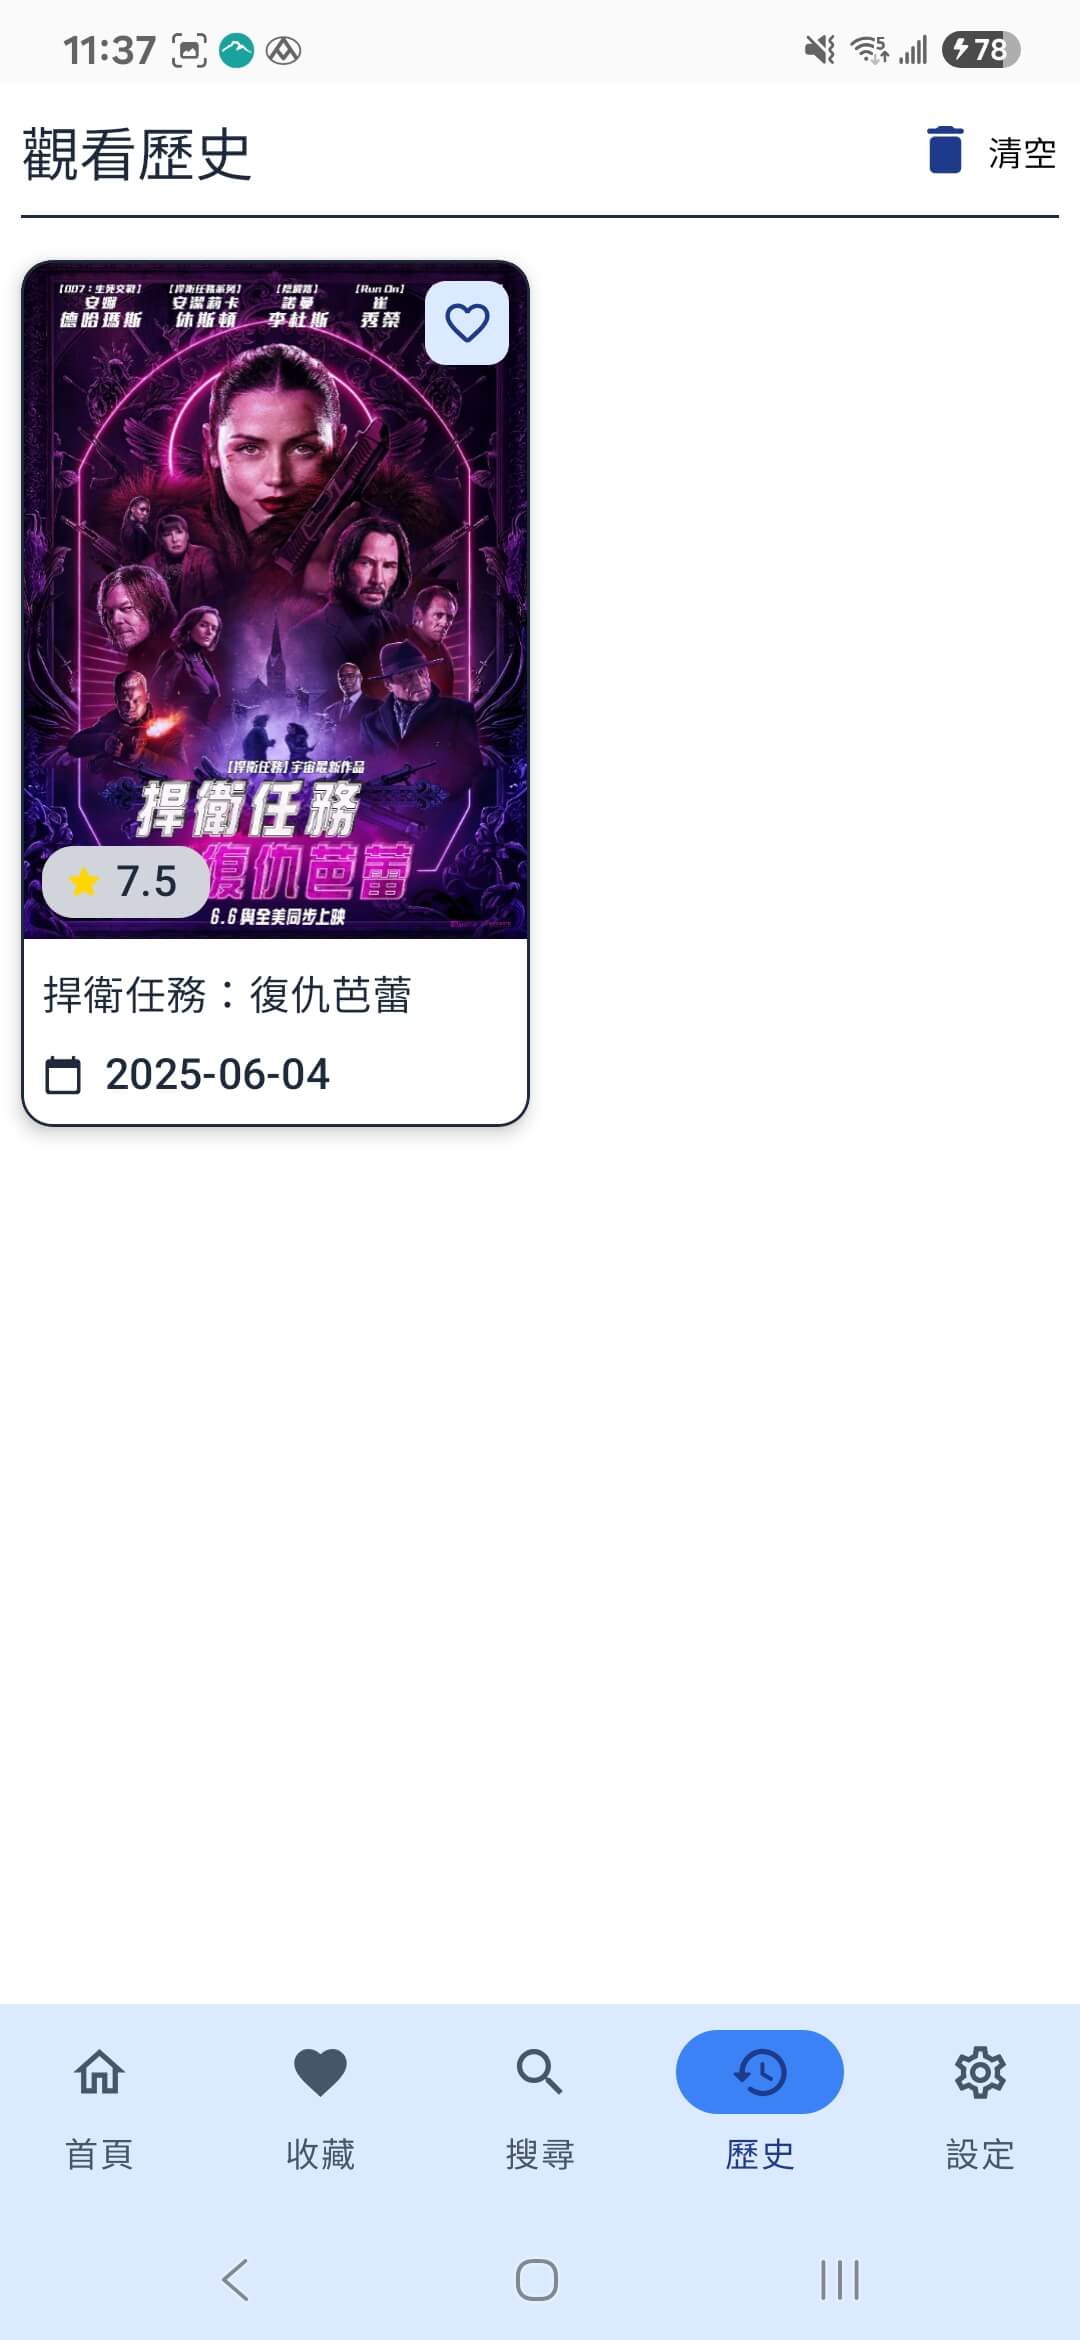 11:37
5
78
觀看歷史
清空
【007：生死交戰】
安娜
德哈瑪斯
【捍衛任務系列】
安潔莉卡
休斯頓
【陰屍路】
諾曼
李杜斯
【Run On】
崔
秀榮
【捍衛任務】宇宙最新作品
捍衛任務
復仇芭蕾
6.6 與全美同步上映
7.5
捍衛任務：復仇芭蕾
2025-06-04
首頁
收藏
搜尋
歷史
設定